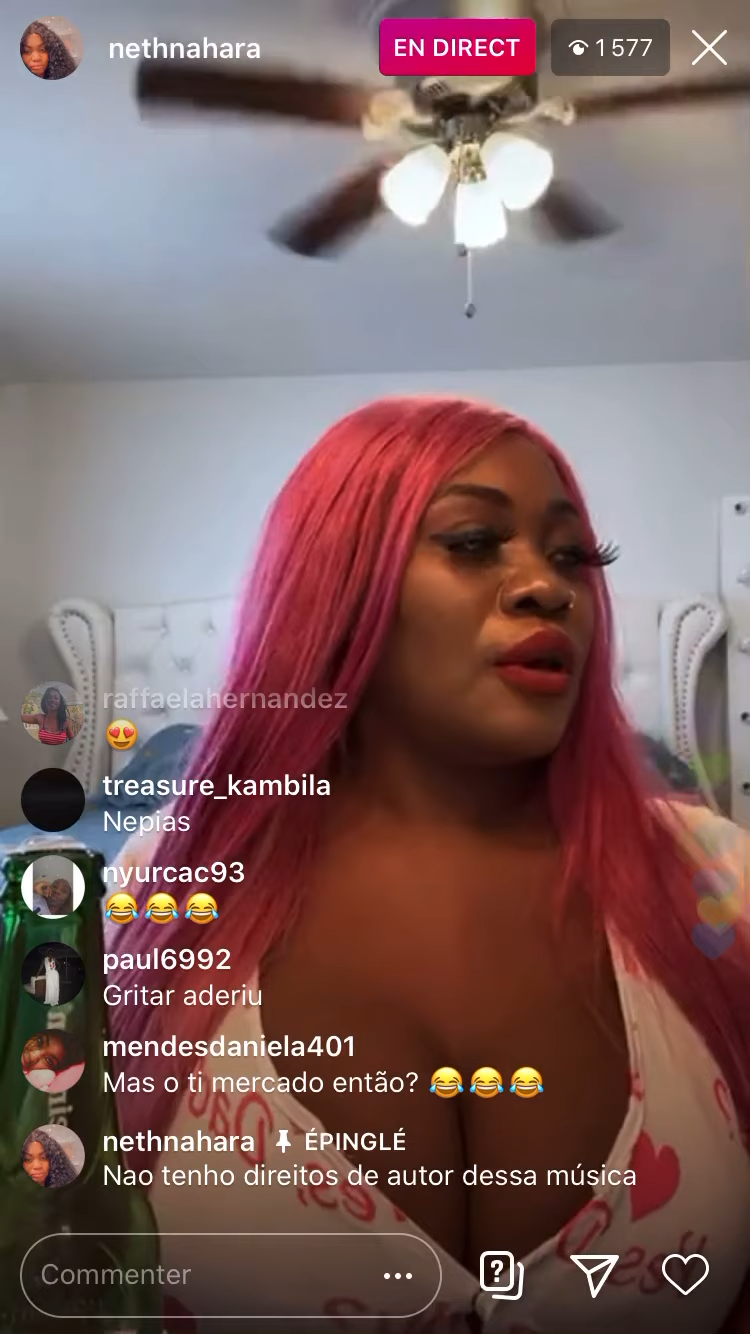 nethnahara
EN DIRECT
1 577
raffaelahernandez
😍
treasure_kambila
Nepias
nyurcac93
😂😂😂
paul6992
Gritar aderiu
mendesdaniela401
Mas o ti mercado então? 😂😂😂
nethnahara ÉPINGLÉ
Nao tenho direitos de autor dessa música
Commenter